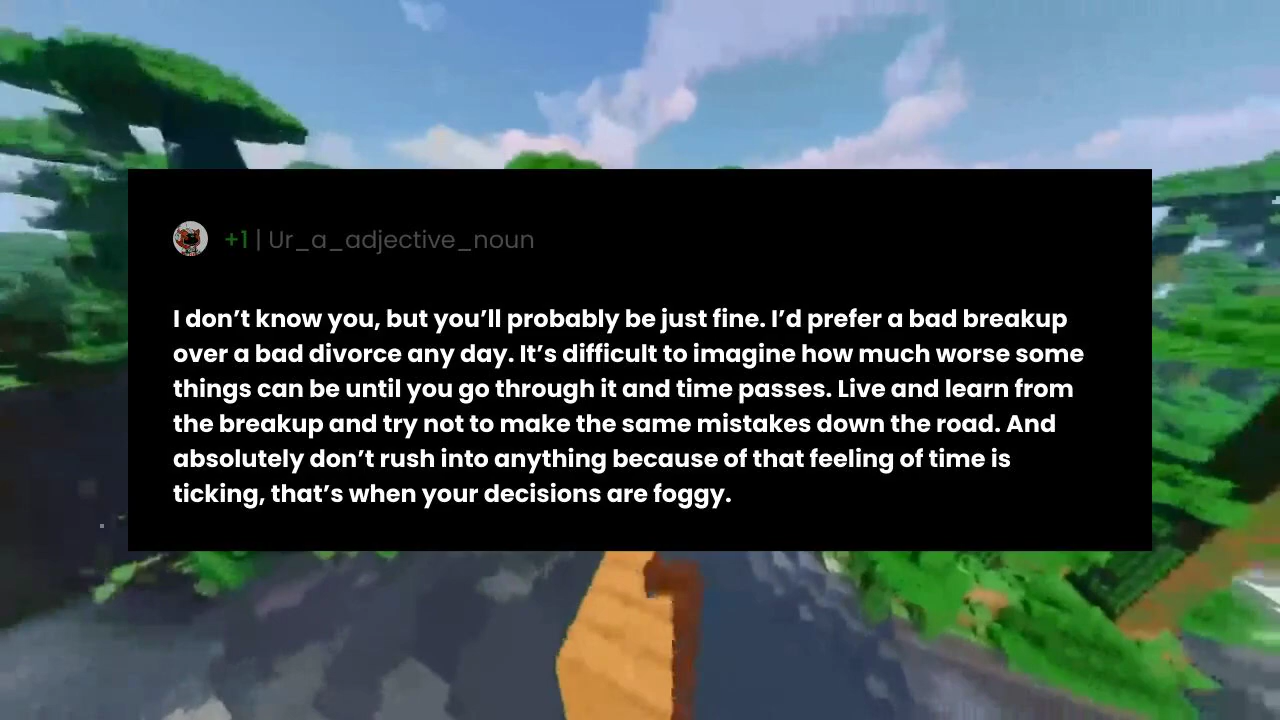 +1 | Ur_a_adjective_noun
I don’t know you, but you’ll probably be just fine. I’d prefer a bad breakup
over a bad divorce any day. It’s difficult to imagine how much worse some
things can be until you go through it and time passes. Live and learn from
the breakup and try not to make the same mistakes down the road. And
absolutely don’t rush into anything because of that feeling of time is
ticking, that’s when your decisions are foggy.